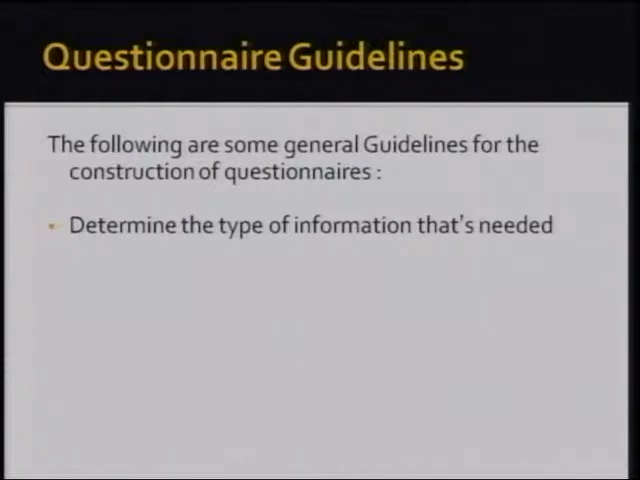 Questionnaire Guidelines
The following are some general Guidelines for the
construction of questionnaires :
• Determine the type of information that's needed